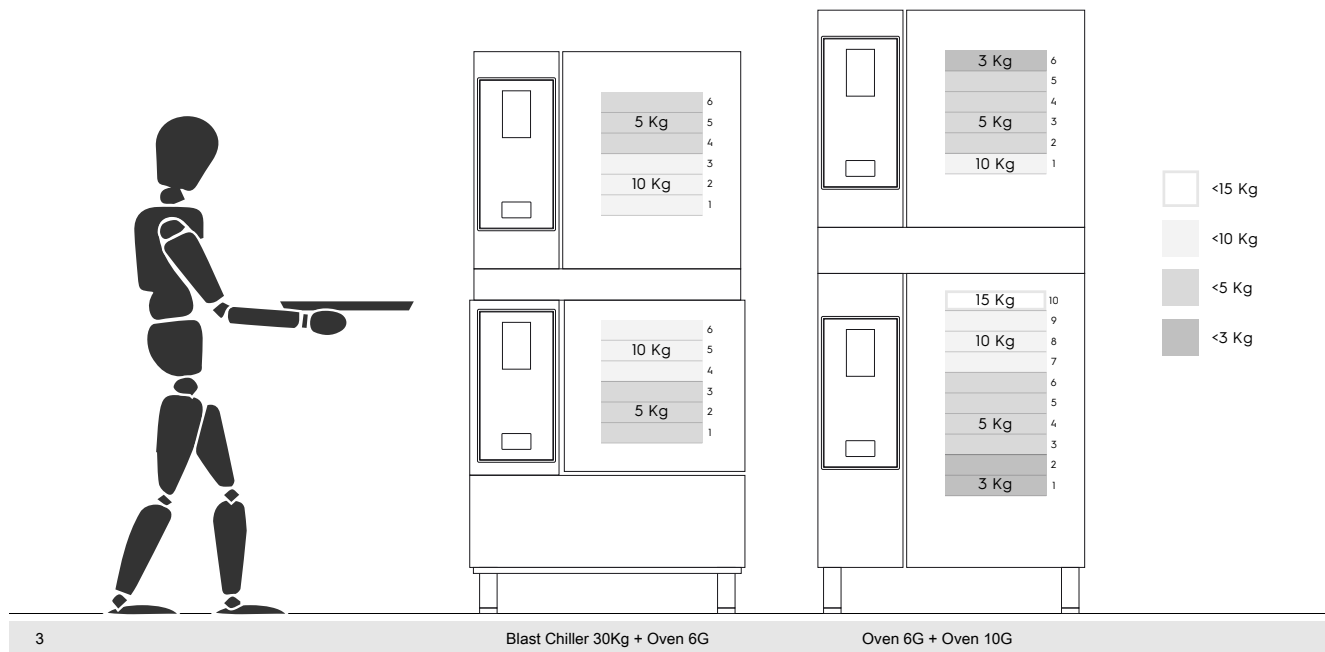 6
5 Kg 5
4
3
10 Kg 2
1
6
10 Kg 5
4
3
5 Kg 2
1
3 Kg 6
5
4
5 Kg 3
2
10 Kg 1
15 Kg 10
9
10 Kg 8
7
6
5
5 Kg 4
3
2
3 Kg 1
<15 Kg
<10 Kg
<5 Kg
<3 Kg
3 Blast Chiller 30Kg + Oven 6G Oven 6G + Oven 10G